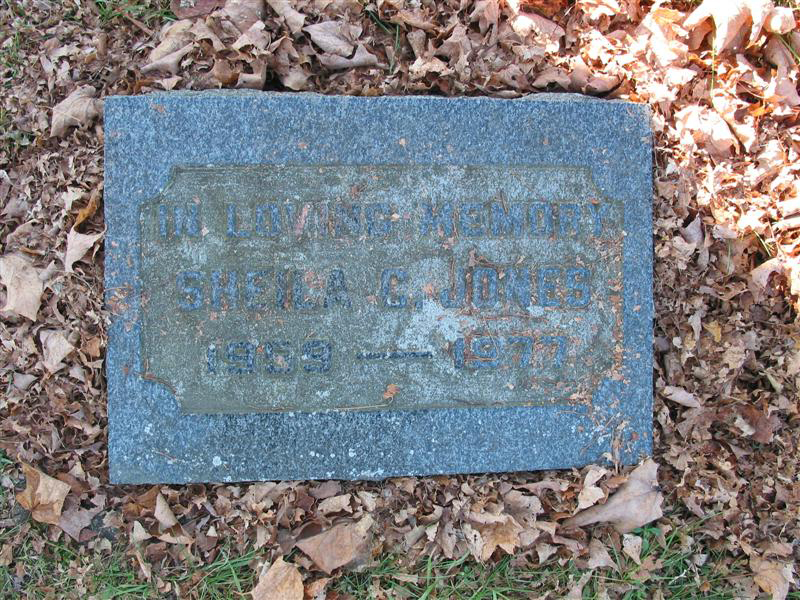 IN LOVING MEMORY
SHEILA C. JONES
1959 — 1977